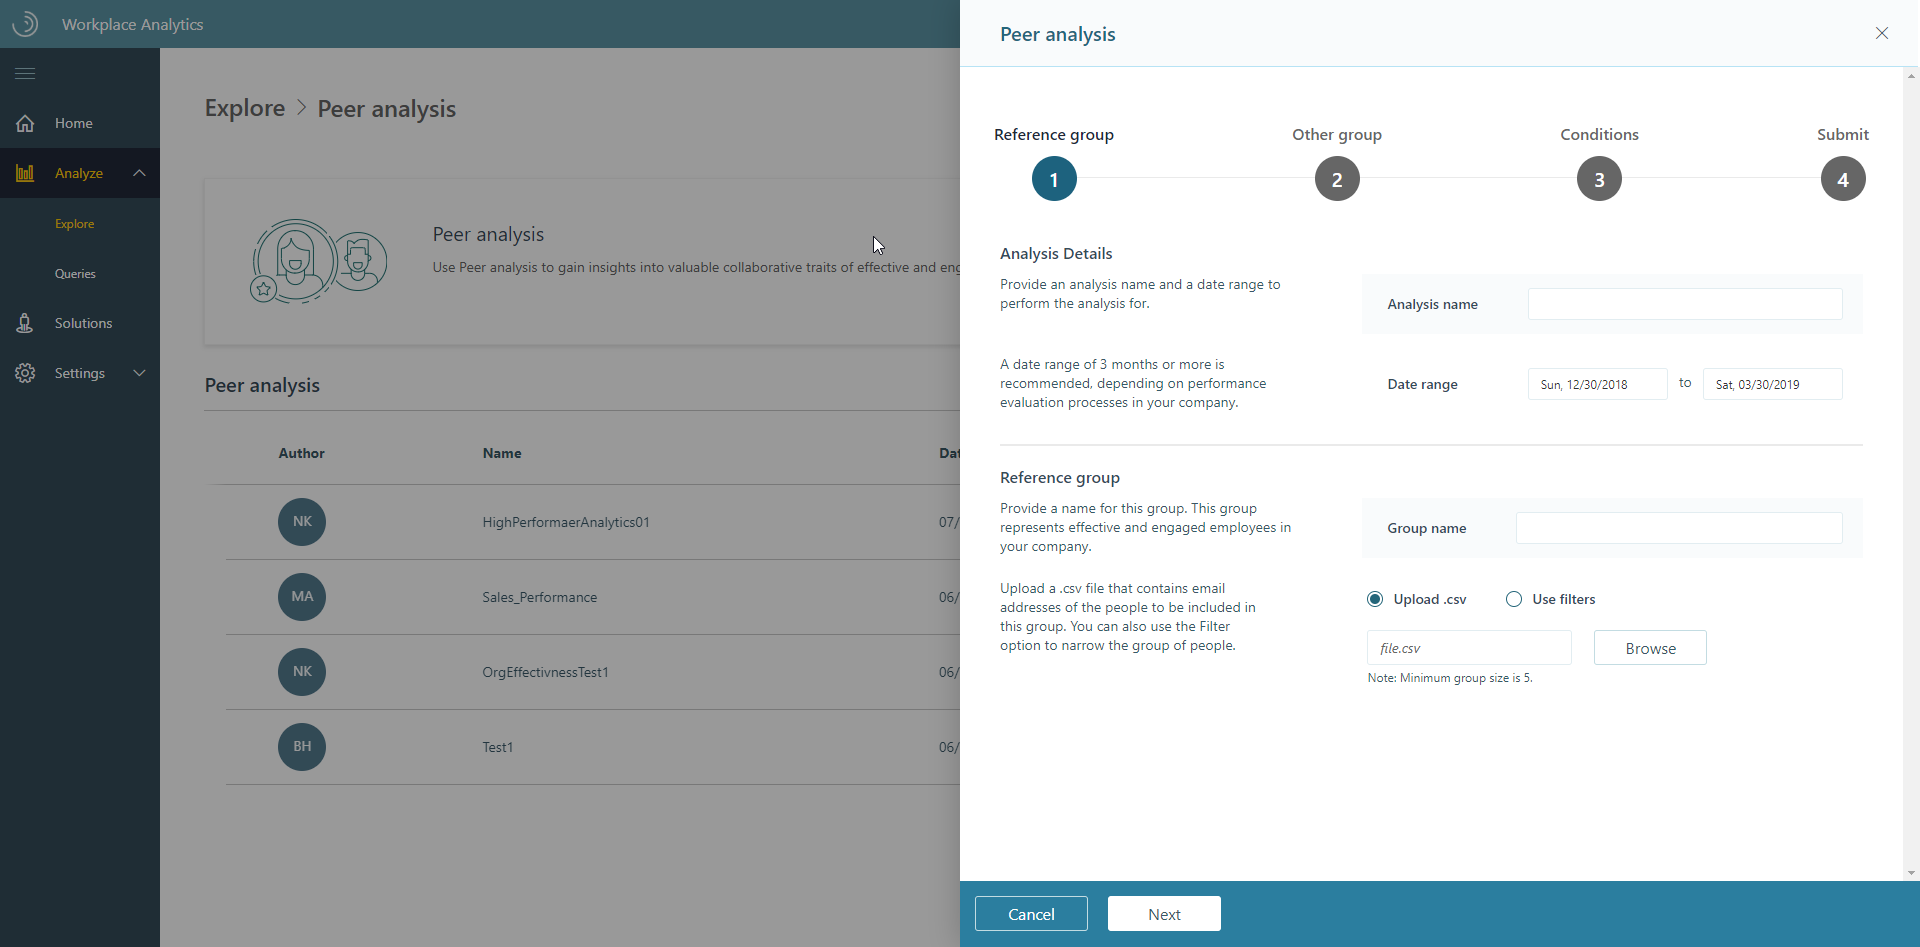 Workplace Analytics
Home
Analyze
Explore
Queries
Solutions
Settings
Explore > Peer analysis
Peer analysis
Use Peer analysis to gain insights into valuable collaborative traits of effective and eng
Peer analysis
Author Name Dat
NK HighPerformaerAnalytics01 07/
MA Sales_Performance 06/
NK OrgEffectivnessTest1 06/
BH Test1 06/
Peer analysis
Reference group Other group Conditions Submit
1 2 3 4
Analysis Details
Provide an analysis name and a date range to
perform the analysis for.
Analysis name
A date range of 3 months or more is
recommended, depending on performance
evaluation processes in your company.
Date range Sun, 12/30/2018 to Sat, 03/30/2019
Reference group
Provide a name for this group. This group
represents effective and engaged employees in
your company.
Group name
Upload a .csv file that contains email
addresses of the people to be included in
this group. You can also use the Filter
option to narrow the group of people.
Upload .csv Use filters
file.csv Browse
Note: Minimum group size is 5.
Cancel Next